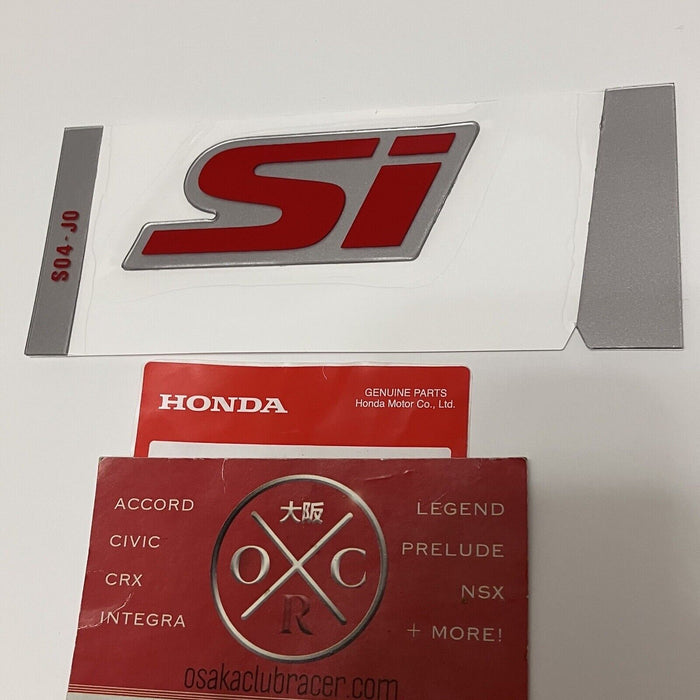 Si
S04-J0
HONDA
GENUINE PARTS
Honda Motor Co., Ltd.
ACCORD
CIVIC
CRX
INTEGRA
大阪
O C
R
LEGEND
PRELUDE
NSX
+ MORE!
osakaclubracer.com